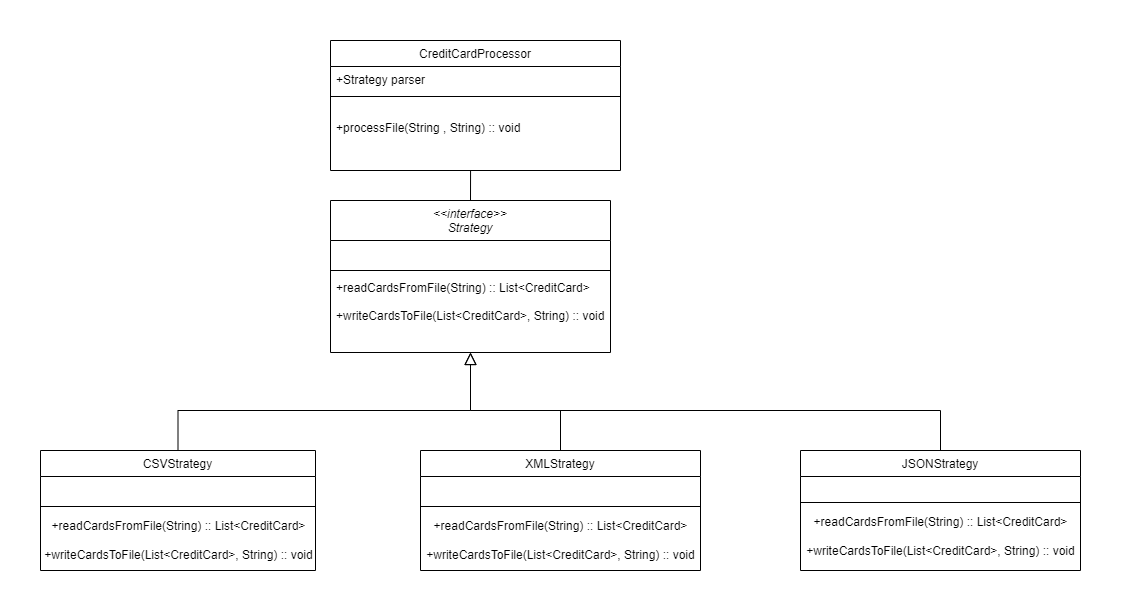 CreditCardProcessor
+Strategy parser
+processFile(String , String) :: void
<<interface>>
Strategy
+readCardsFromFile(String) :: List<CreditCard>
+writeCardsToFile(List<CreditCard>, String) :: void
CSVStrategy
+readCardsFromFile(String) :: List<CreditCard>
+writeCardsToFile(List<CreditCard>, String) :: void
XMLStrategy
+readCardsFromFile(String) :: List<CreditCard>
+writeCardsToFile(List<CreditCard>, String) :: void
JSONStrategy
+readCardsFromFile(String) :: List<CreditCard>
+writeCardsToFile(List<CreditCard>, String) :: void